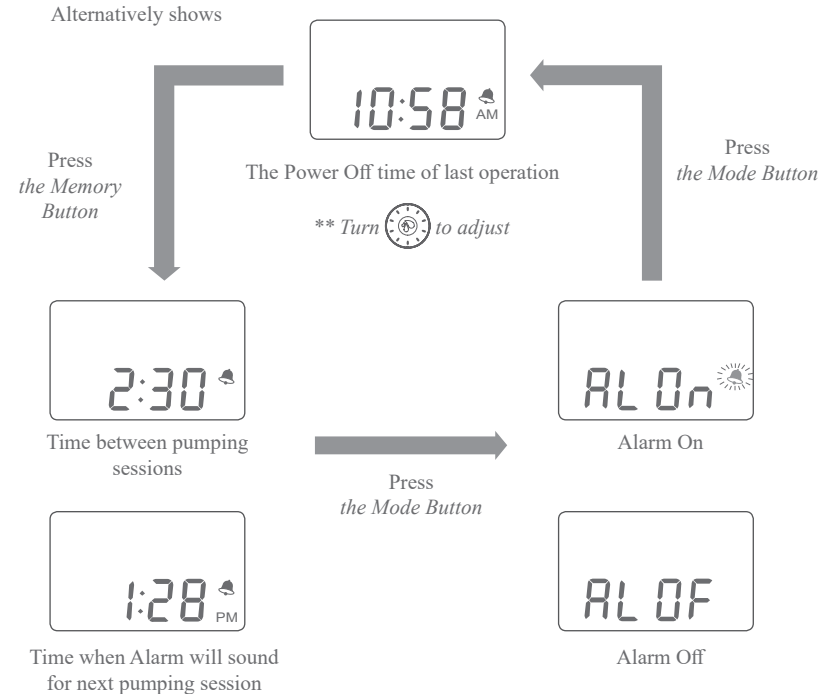 Alternatively shows
10:58 AM
The Power Off time of last operation
** Turn to adjust
Press
the Memory
Button
Press
the Mode Button
2:30
Time between pumping
sessions
Press
the Mode Button
AL On
Alarm On
1:28 PM
Time when Alarm will sound
for next pumping session
AL OF
Alarm Off